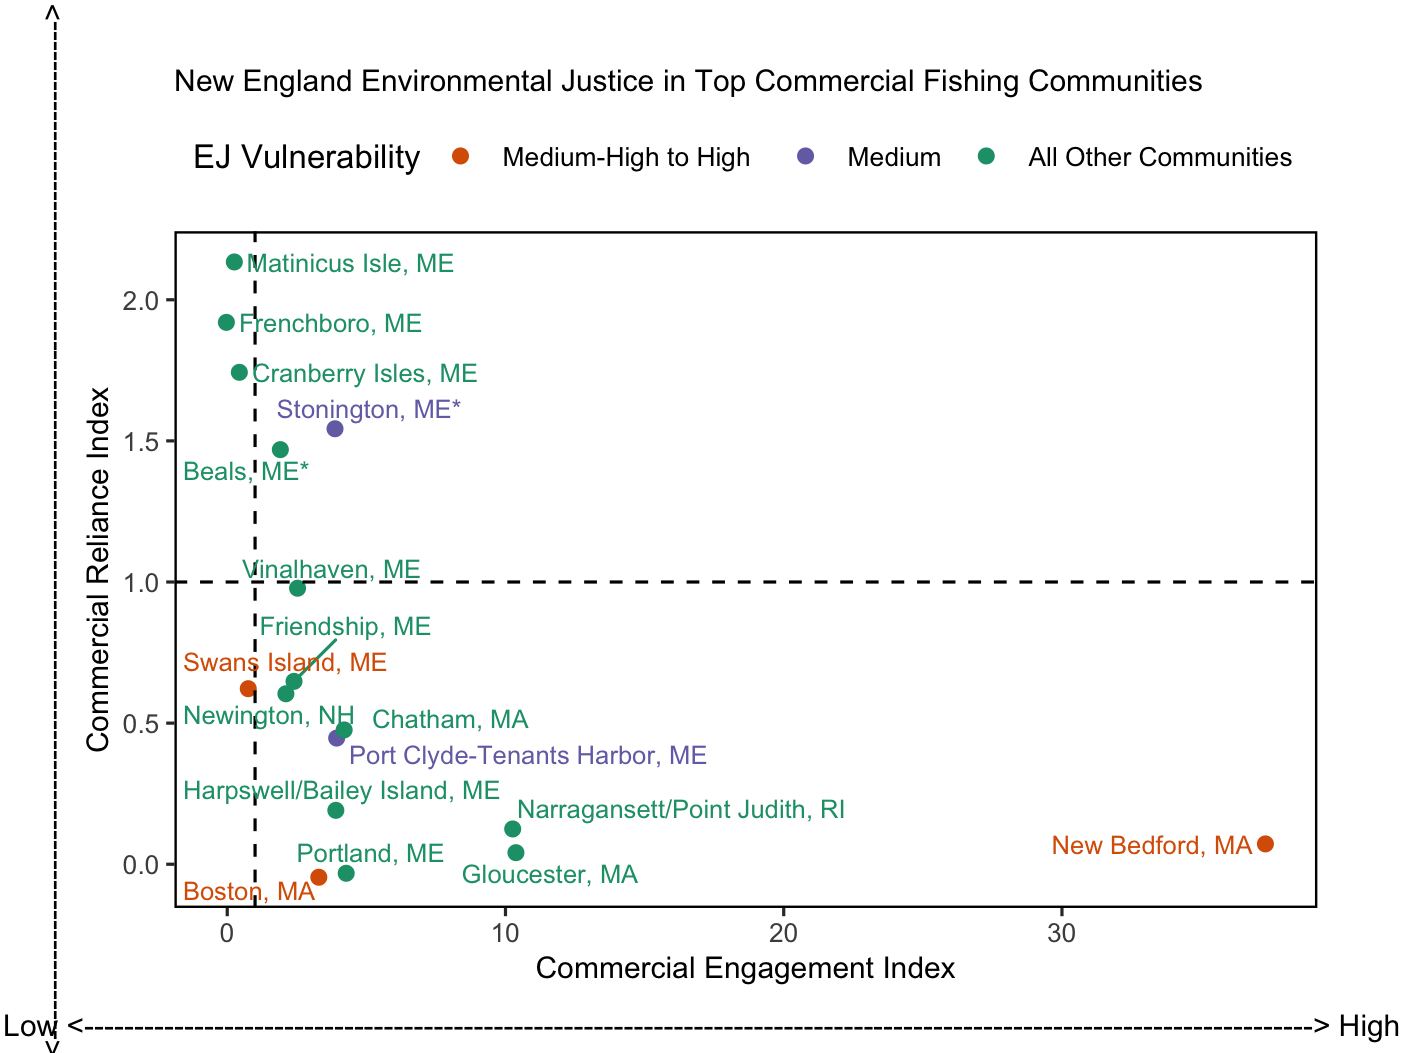 New England Environmental Justice in Top Commercial Fishing Communities
EJ Vulnerability
Medium-High to High
Medium
All Other Communities
Matinicus Isle, ME
2.0
Frenchboro, ME
Cranberry Isles, ME
Stonington, ME*
1.5
Beals, ME*
Vinalhaven, ME
1.0
Friendship, ME
Swans Island, ME
Newington, NH
Chatham, MA
0.5
Port Clyde-Tenants Harbor, ME
Harpswell/Bailey Island, ME
Narragansett/Point Judith, RI
New Bedford, MA
Portland, ME
0.0
Gloucester, MA
Boston, MA
Commercial Reliance Index
0
10
20
30
Commercial Engagement Index
Low
High